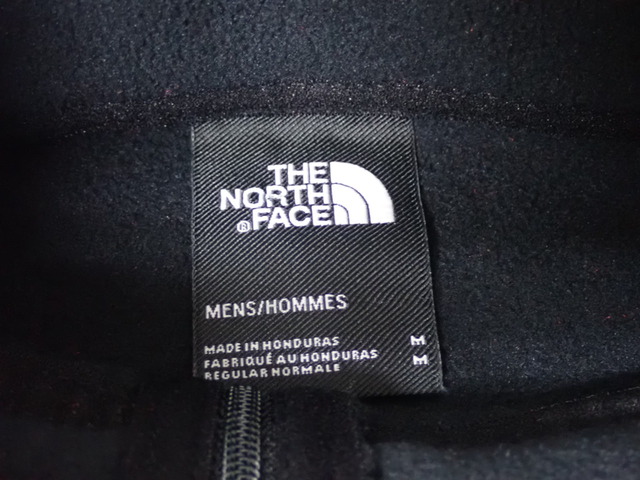 THE
NORTH
®FACE
MENS/HOMMES
MADE IN HONDURAS M
FABRIQUÉ AU HONDURAS M
REGULAR NORMALE